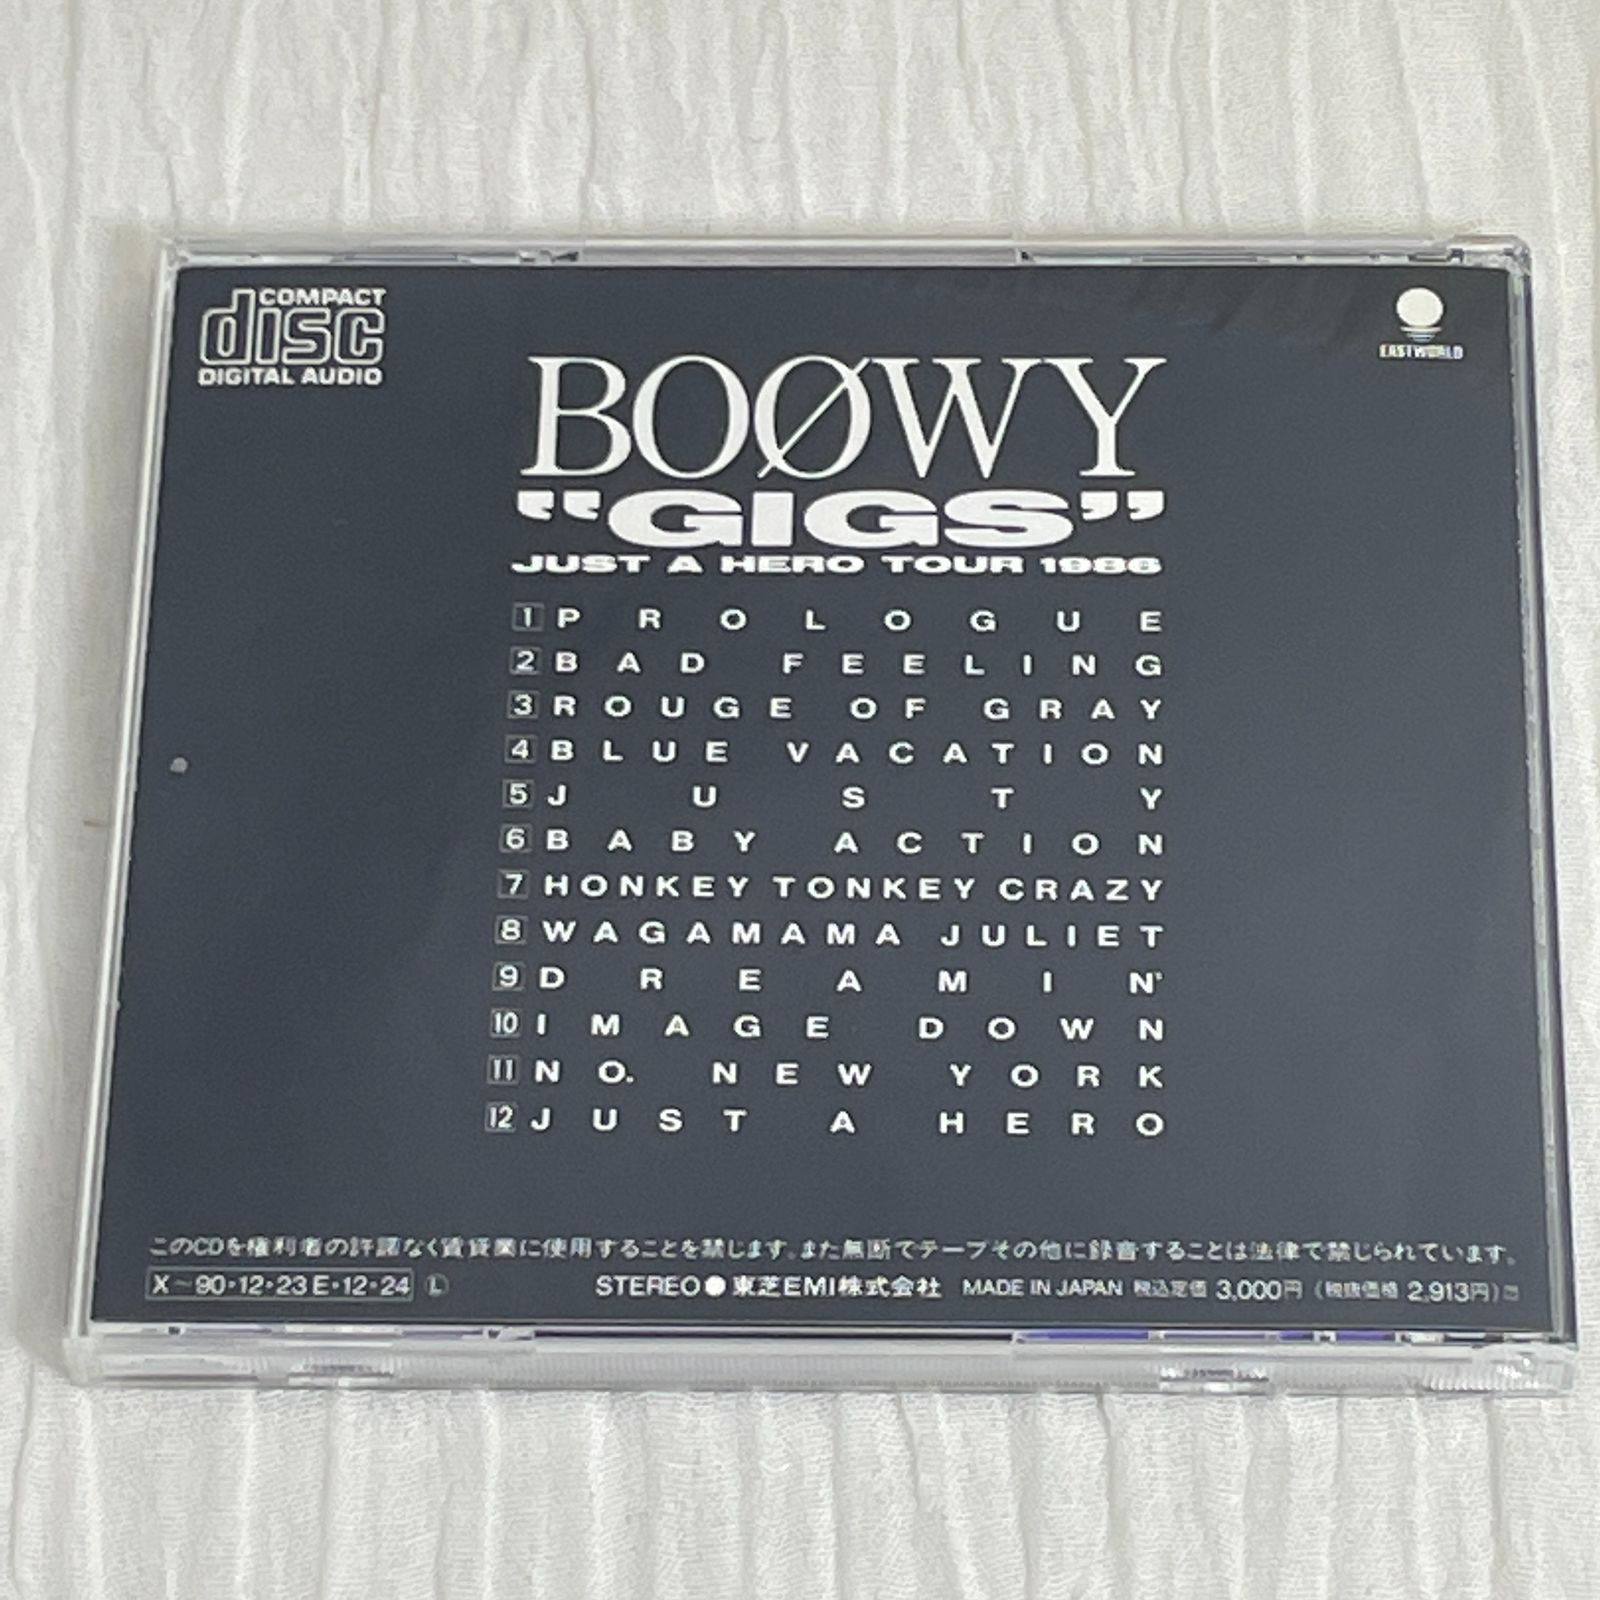 COMPACT
disc
DIGITAL AUDIO
EASTWORLD
BOØWY
“GIGS”
JUST A HERO TOUR 1986
1 PROLOGUE
2 BAD FEELING
3 ROUGE OF GRAY
4 BLUE VACATION
5 JUSTY
6 BABY ACTION
7 HONKEY TONKEY CRAZY
8 WAGAMAMA JULIET
9 DREAMIN'
10 IMAGE DOWN
11 NO. NEW YORK
12 JUST A HERO
このCDを権利者の許諾なく賃貸業に使用することを禁じます。また無断でテープその他に録音することは法律で禁じられています。
X－90・12・23 E・12・24 Ⓛ STEREO●東芝EMI株式会社 MADE IN JAPAN 税込定価 3,000円 (税抜価格 2,913円)